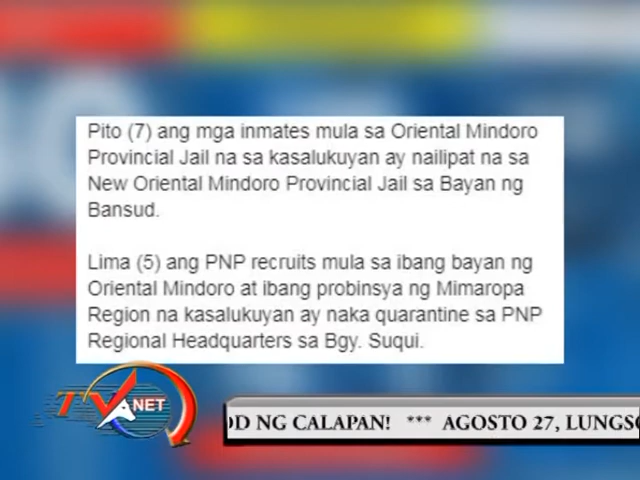 Pito (7) ang mga inmates mula sa Oriental Mindoro
Provincial Jail na sa kasalukuyan ay nailipat na sa
New Oriental Mindoro Provincial Jail sa Bayan ng
Bansud.
Lima (5) ang PNP recruits mula sa ibang bayan ng
Oriental Mindoro at ibang probinsya ng Mimaropa
Region na kasalukuyan ay naka quarantine sa PNP
Regional Headquarters sa Bgy. Suqui.
TV NET
OD NG CALAPAN! *** AGOSTO 27, LUNGSO